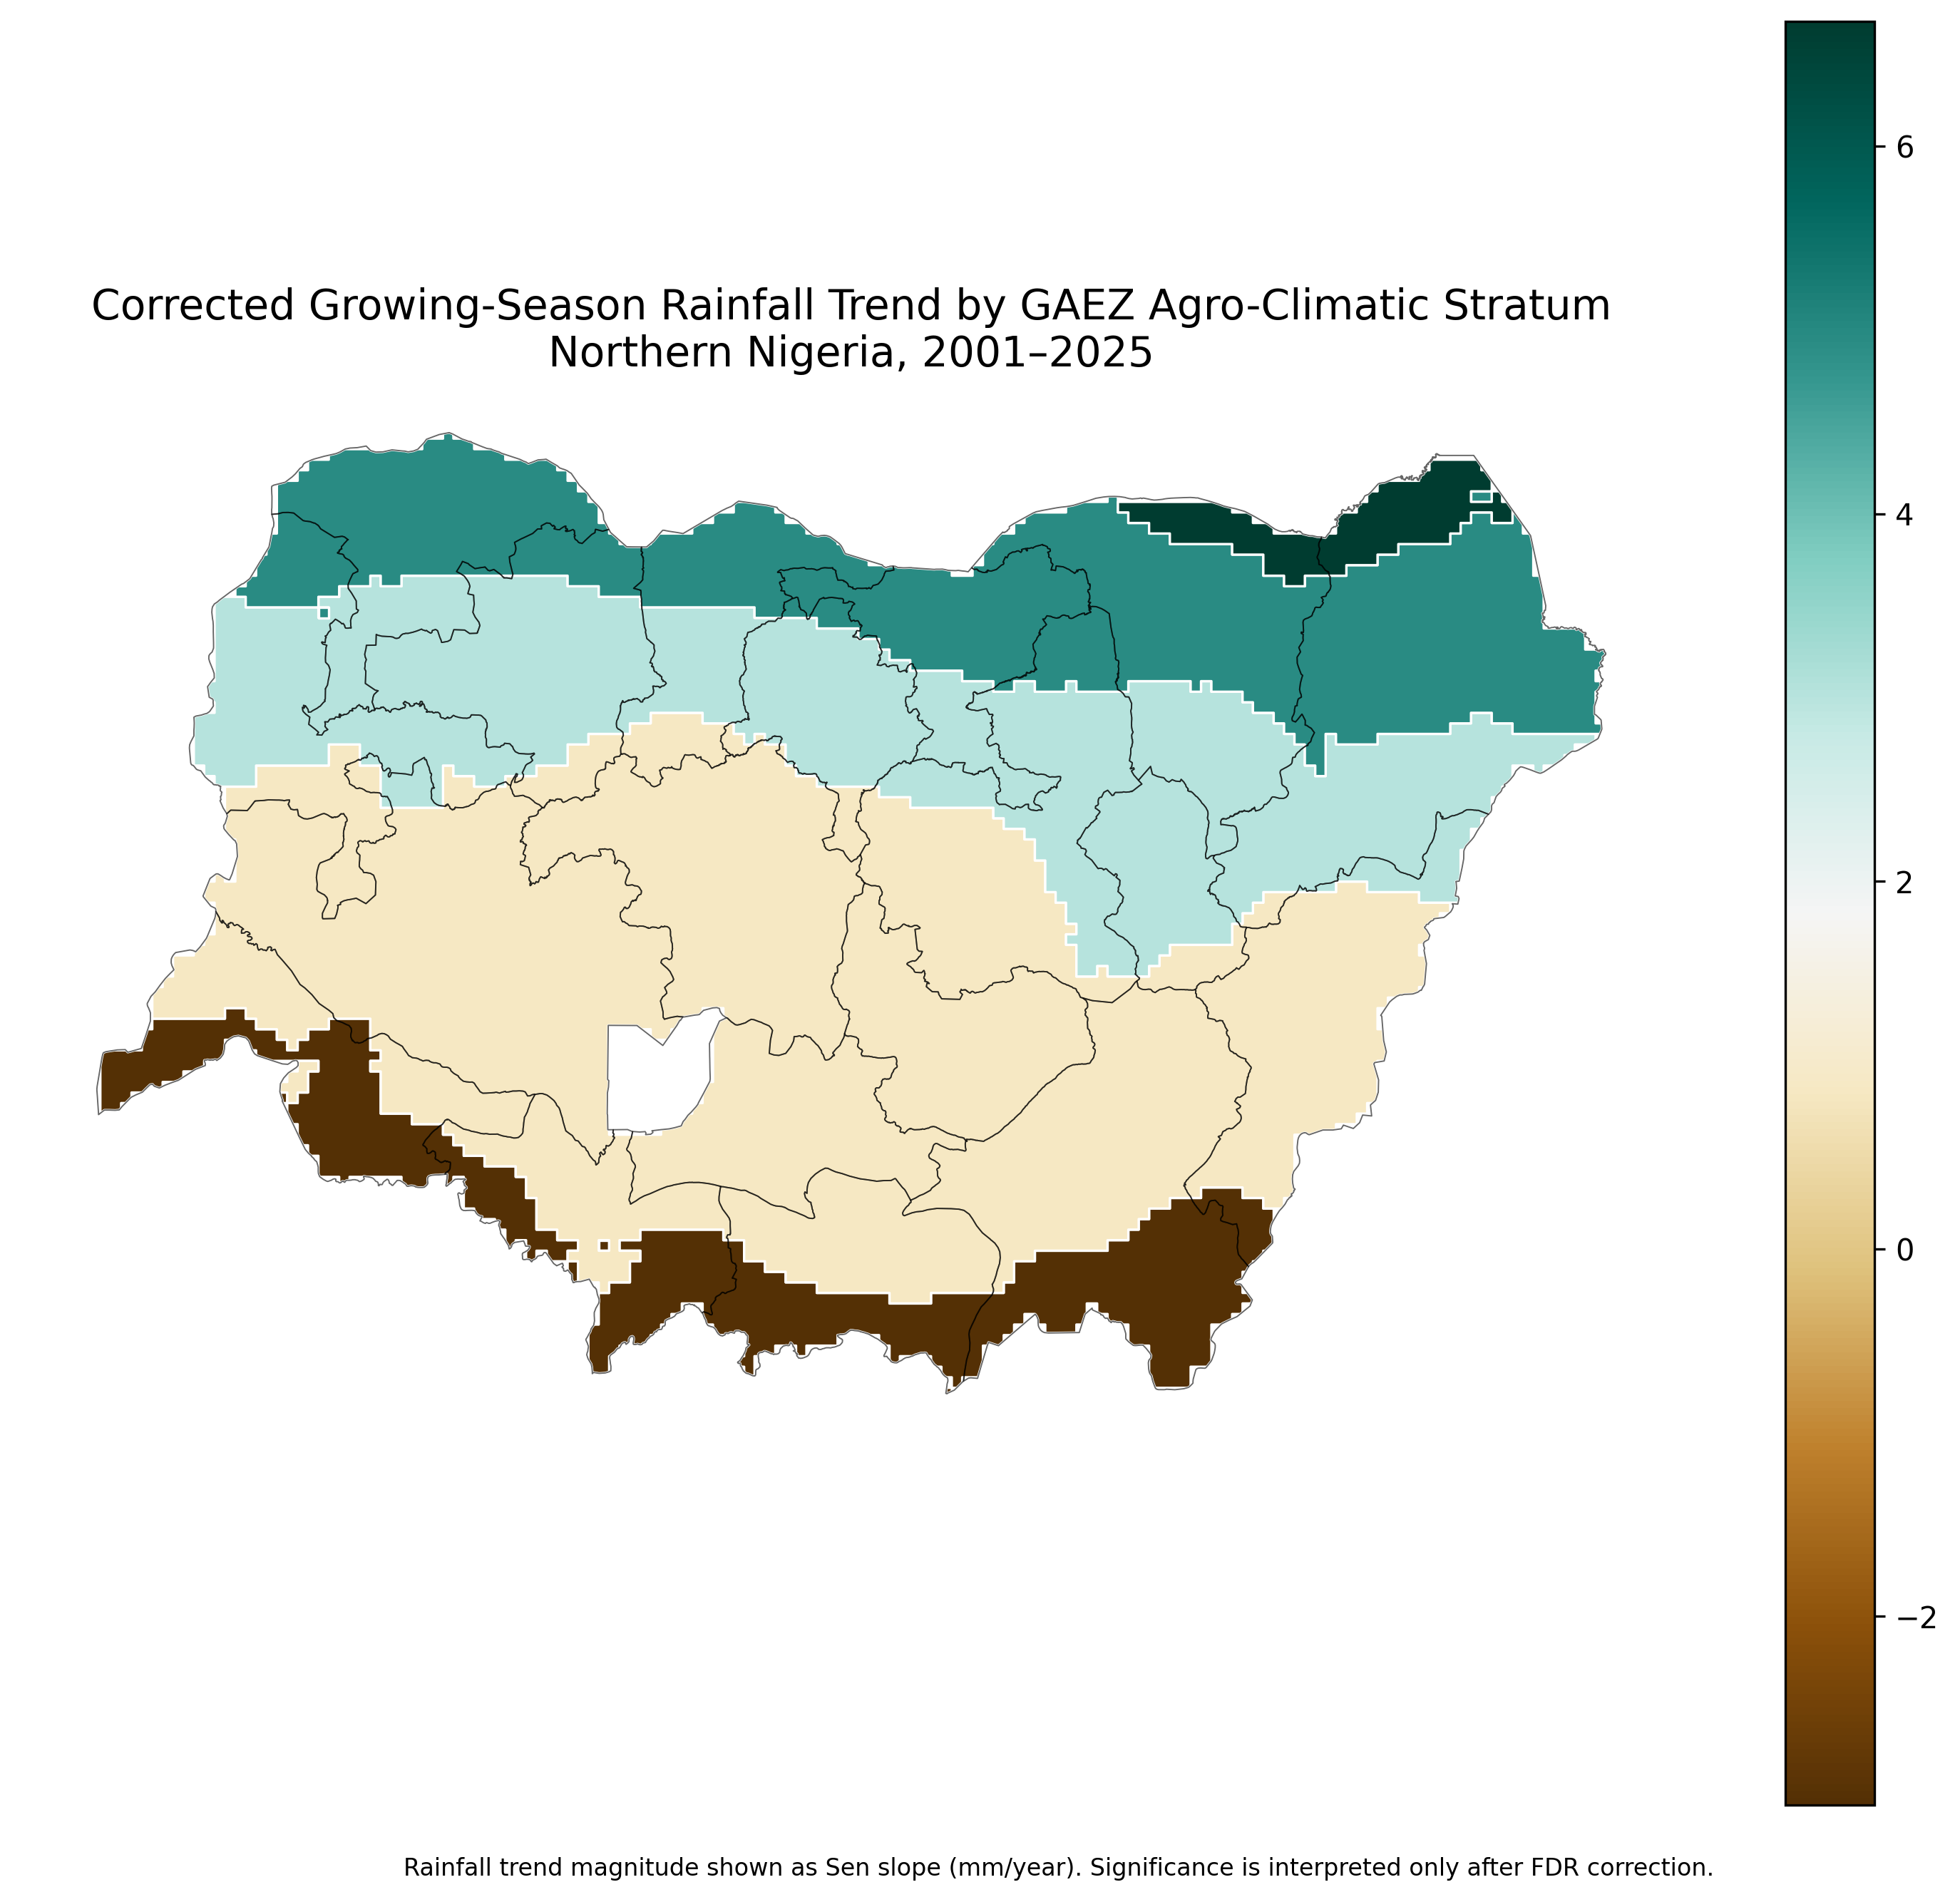 Corrected Growing-Season Rainfall Trend by GAEZ Agro-Climatic Stratum
Northern Nigeria, 2001–2025
6
4
2
0
−2
Rainfall trend magnitude shown as Sen slope (mm/year). Significance is interpreted only after FDR correction.